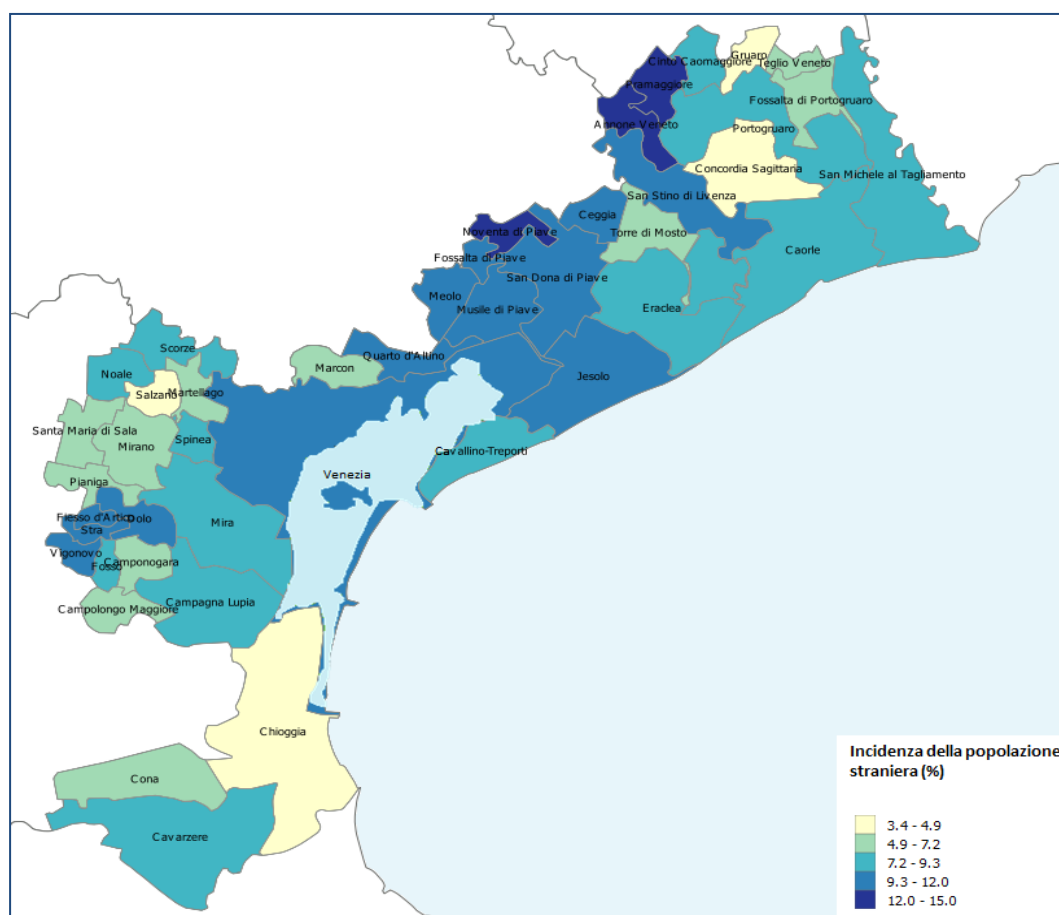 Gruaro
Cinto Caomaggiore
Teglio Veneto
Pramaggiore
Fossalta di Portogruaro
Annone Veneto
Portogruaro
Concordia Sagittaria
San Michele al Tagliamento
San Stino di Livenza
Ceggia
Noventa di Piave
Torre di Mosto
Caorle
Fossalta di Piave
San Dona di Piave
Meolo
Musile di Piave
Eraclea
Scorze
Quarto d'Altino
Marcon
Noale
Jesolo
Salzano
Martellago
Santa Maria di Sala
Spinea
Mirano
Cavallino-Treporti
Venezia
Pianiga
Fiesso d'Artico
Dolo
Mira
Stra
Vigonovo
Camponogara
Fosso
Campagna Lupia
Campolongo Maggiore
Chioggia
Cona
Cavarzere
Incidenza della popolazione
straniera (%)
3.4 - 4.9
4.9 - 7.2
7.2 - 9.3
9.3 - 12.0
12.0 - 15.0